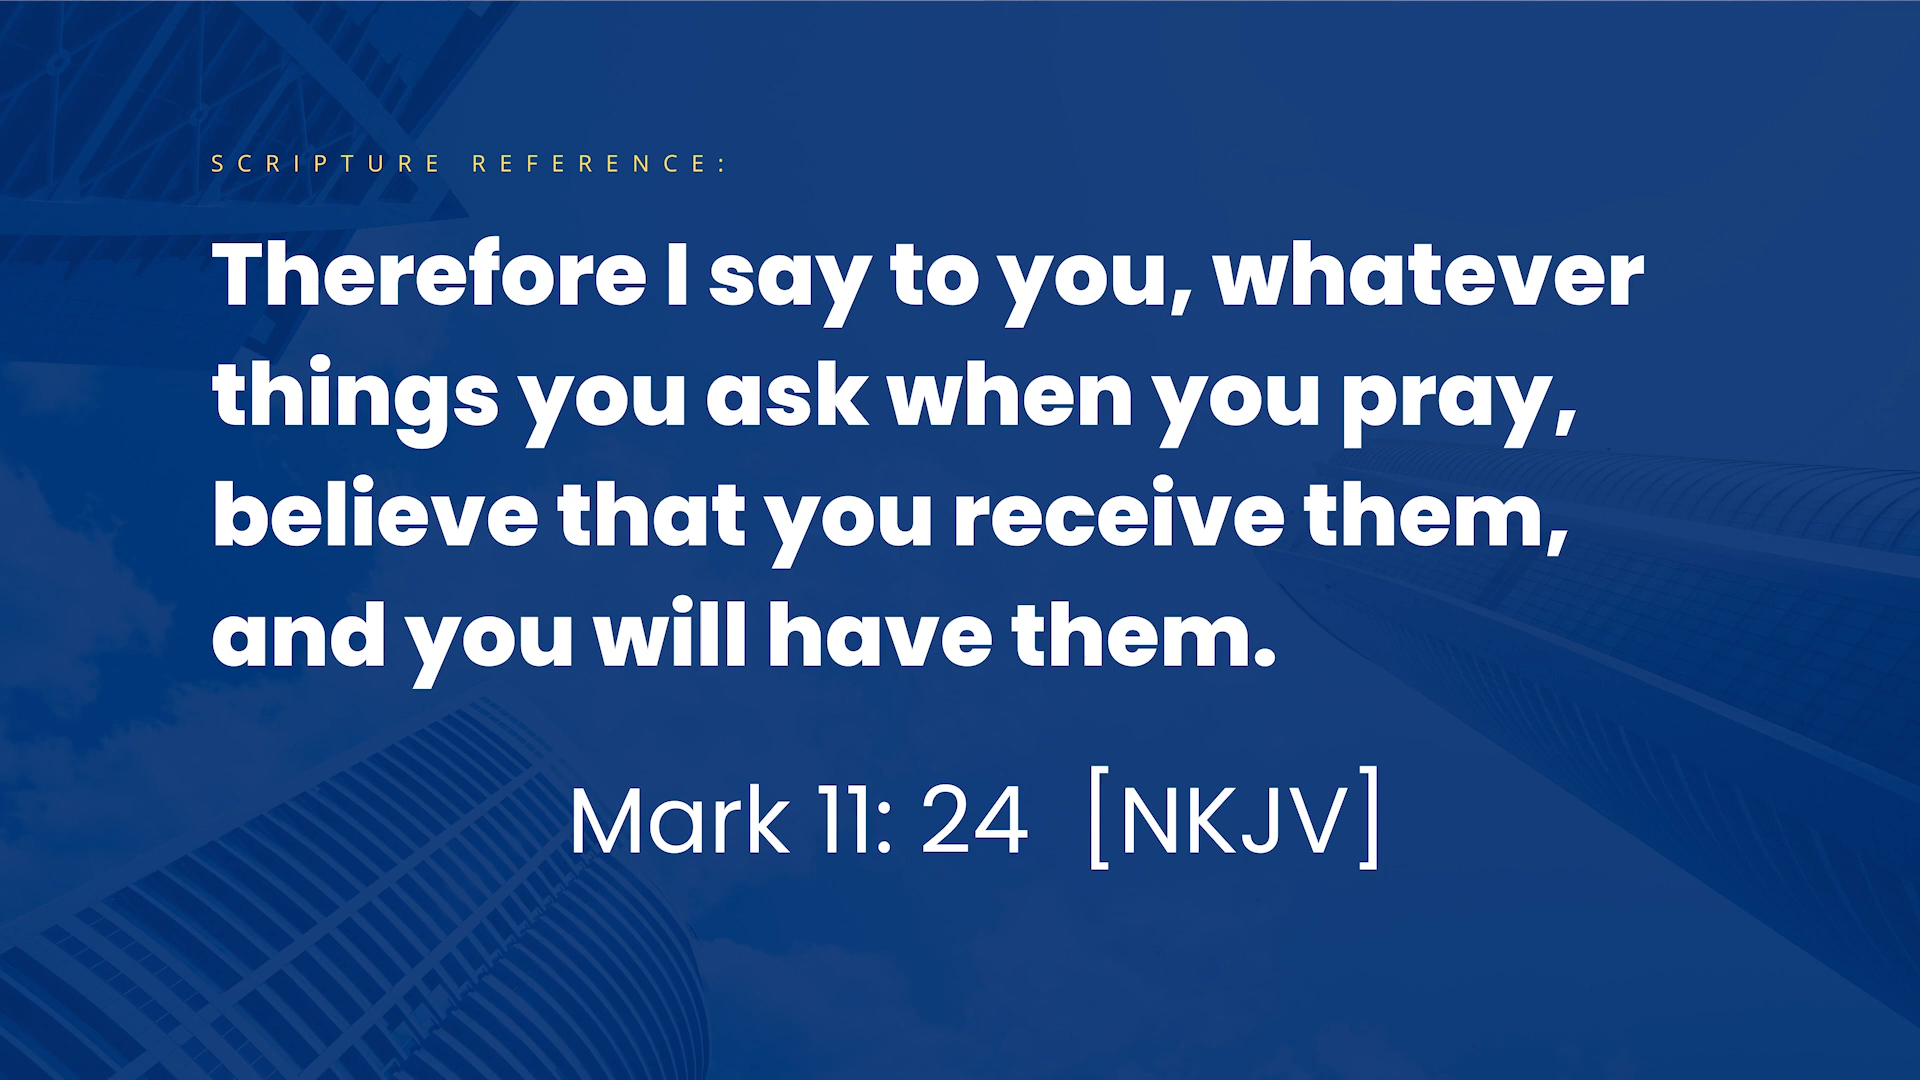 SCRIPTURE REFERENCE:
Therefore I say to you, whatever
things you ask when you pray,
believe that you receive them,
and you will have them.
Mark 11: 24 [NKJV]